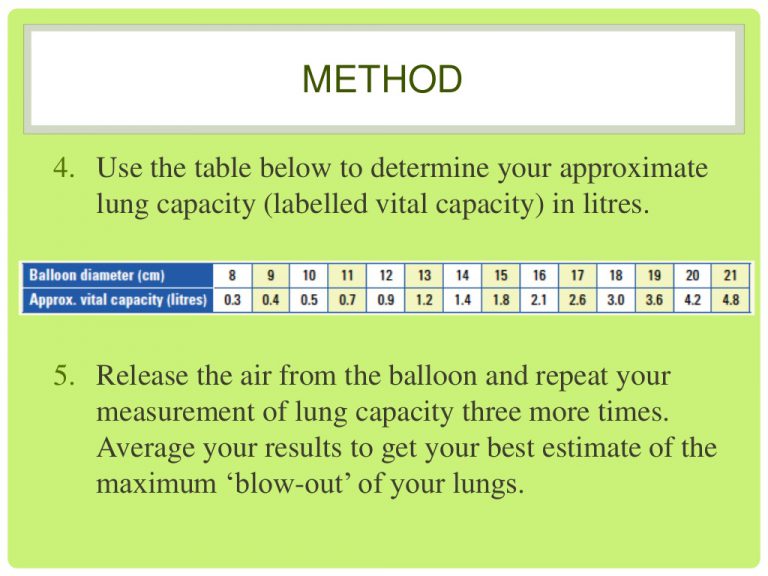 METHOD
4. Use the table below to determine your approximate
lung capacity (labelled vital capacity) in litres.
Balloon diameter (cm) 8 9 10 11 12 13 14 15 16 17 18 19 20 21
Approx. vital capacity (litres) 0.3 0.4 0.5 0.7 0.9 1.2 1.4 1.8 2.1 2.6 3.0 3.6 4.2 4.8
5. Release the air from the balloon and repeat your
measurement of lung capacity three more times.
Average your results to get your best estimate of the
maximum ‘blow-out’ of your lungs.